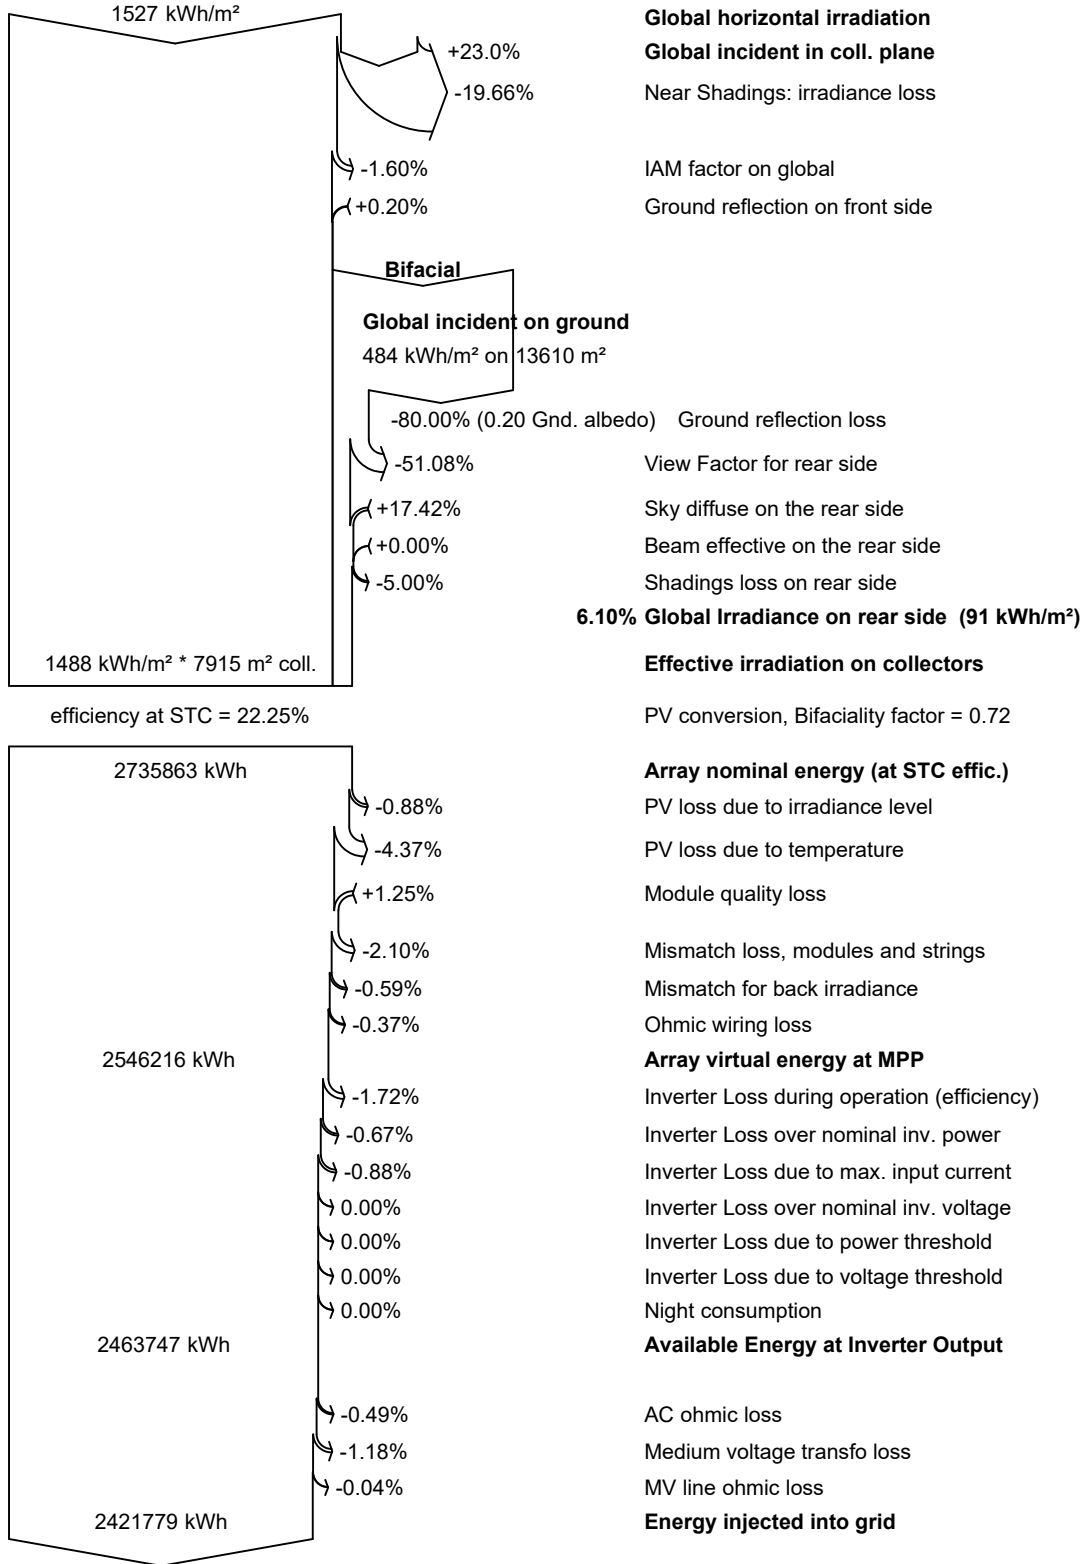 1527 kWh/m² Global horizontal irradiation
+23.0% Global incident in coll. plane
-19.66% Near Shadings: irradiance loss
-1.60% IAM factor on global
+0.20% Ground reflection on front side
Bifacial
Global incident on ground
484 kWh/m² on 13610 m²
-80.00% (0.20 Gnd. albedo) Ground reflection loss
-51.08% View Factor for rear side
+17.42% Sky diffuse on the rear side
+0.00% Beam effective on the rear side
-5.00% Shadings loss on rear side
6.10% Global Irradiance on rear side (91 kWh/m²)
1488 kWh/m² * 7915 m² coll. Effective irradiation on collectors
efficiency at STC = 22.25% PV conversion, Bifaciality factor = 0.72
2735863 kWh Array nominal energy (at STC effic.)
-0.88% PV loss due to irradiance level
-4.37% PV loss due to temperature
+1.25% Module quality loss
-2.10% Mismatch loss, modules and strings
-0.59% Mismatch for back irradiance
-0.37% Ohmic wiring loss
2546216 kWh Array virtual energy at MPP
-1.72% Inverter Loss during operation (efficiency)
-0.67% Inverter Loss over nominal inv. power
-0.88% Inverter Loss due to max. input current
0.00% Inverter Loss over nominal inv. voltage
0.00% Inverter Loss due to power threshold
0.00% Inverter Loss due to voltage threshold
0.00% Night consumption
2463747 kWh Available Energy at Inverter Output
-0.49% AC ohmic loss
-1.18% Medium voltage transfo loss
-0.04% MV line ohmic loss
2421779 kWh Energy injected into grid